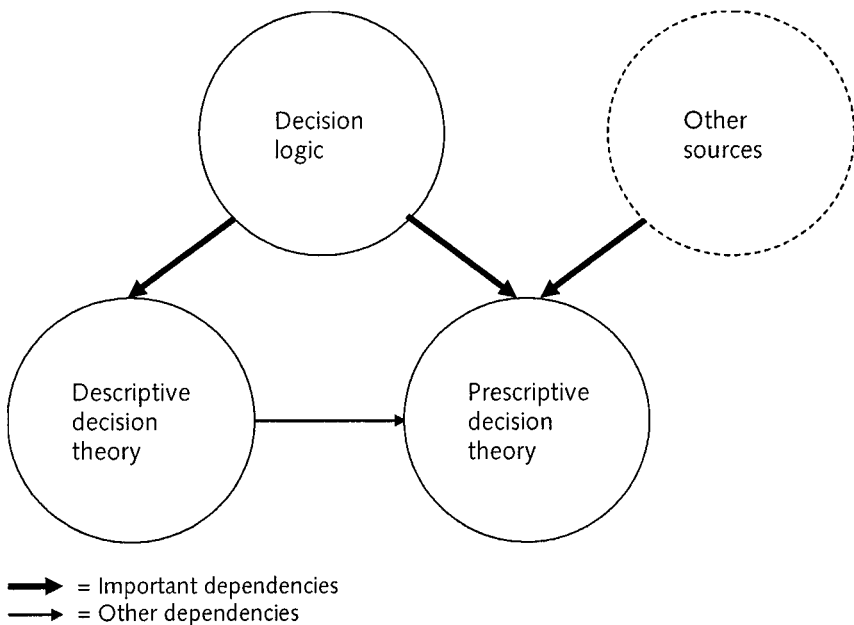 Decision
logic
Other
sources
Descriptive
decision
theory
Prescriptive
decision
theory
= Important dependencies
= Other dependencies